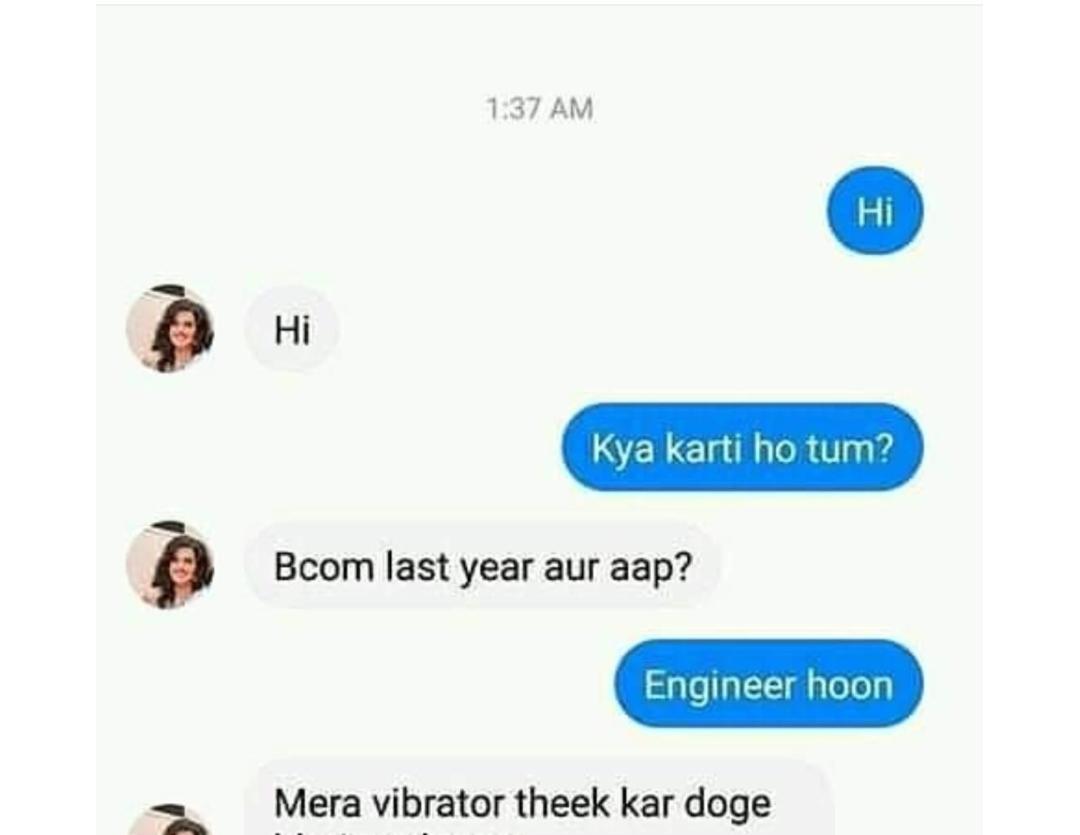 1:37 AM
Hi
Hi
Kya karti ho tum?
Bcom last year aur aap?
Engineer hoon
Mera vibrator theek kar doge